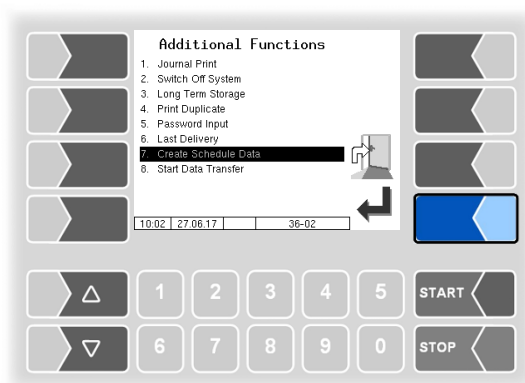 Additional Functions
1. Journal Print
2. Switch Off System
3. Long Term Storage
4. Print Duplicate
5. Password Input
6. Last Delivery
7. Create Schedule Data
8. Start Data Transfer
10:02 27.06.17 36-02
1 2 3 4 5 START
6 7 8 9 0 STOP